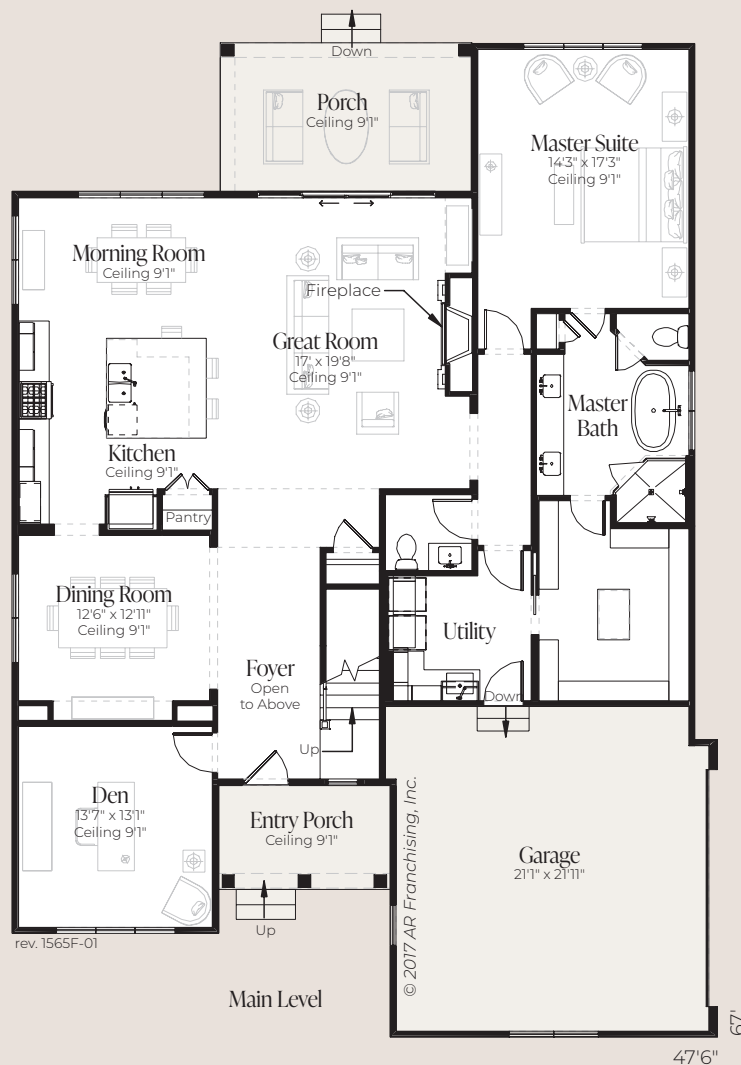 Down
Porch
Ceiling 9'1"
Master Suite
14'3" x 17'3"
Ceiling 9'1"
Morning Room
Ceiling 9'1"
Fireplace
Great Room
17' x 19'8"
Ceiling 9'1"
Master
Bath
Kitchen
Ceiling 9'1"
Pantry
Dining Room
12'6" x 12'11"
Ceiling 9'1"
Utility
Foyer
Open
to Above
Down
Up
Den
13'7" x 13'1"
Ceiling 9'1"
Entry Porch
Ceiling 9'1"
Garage
21'1" x 21'11"
© 2017 AR Franchising, Inc.
Up
rev. 1565F-01
Main Level
67'
47'6"